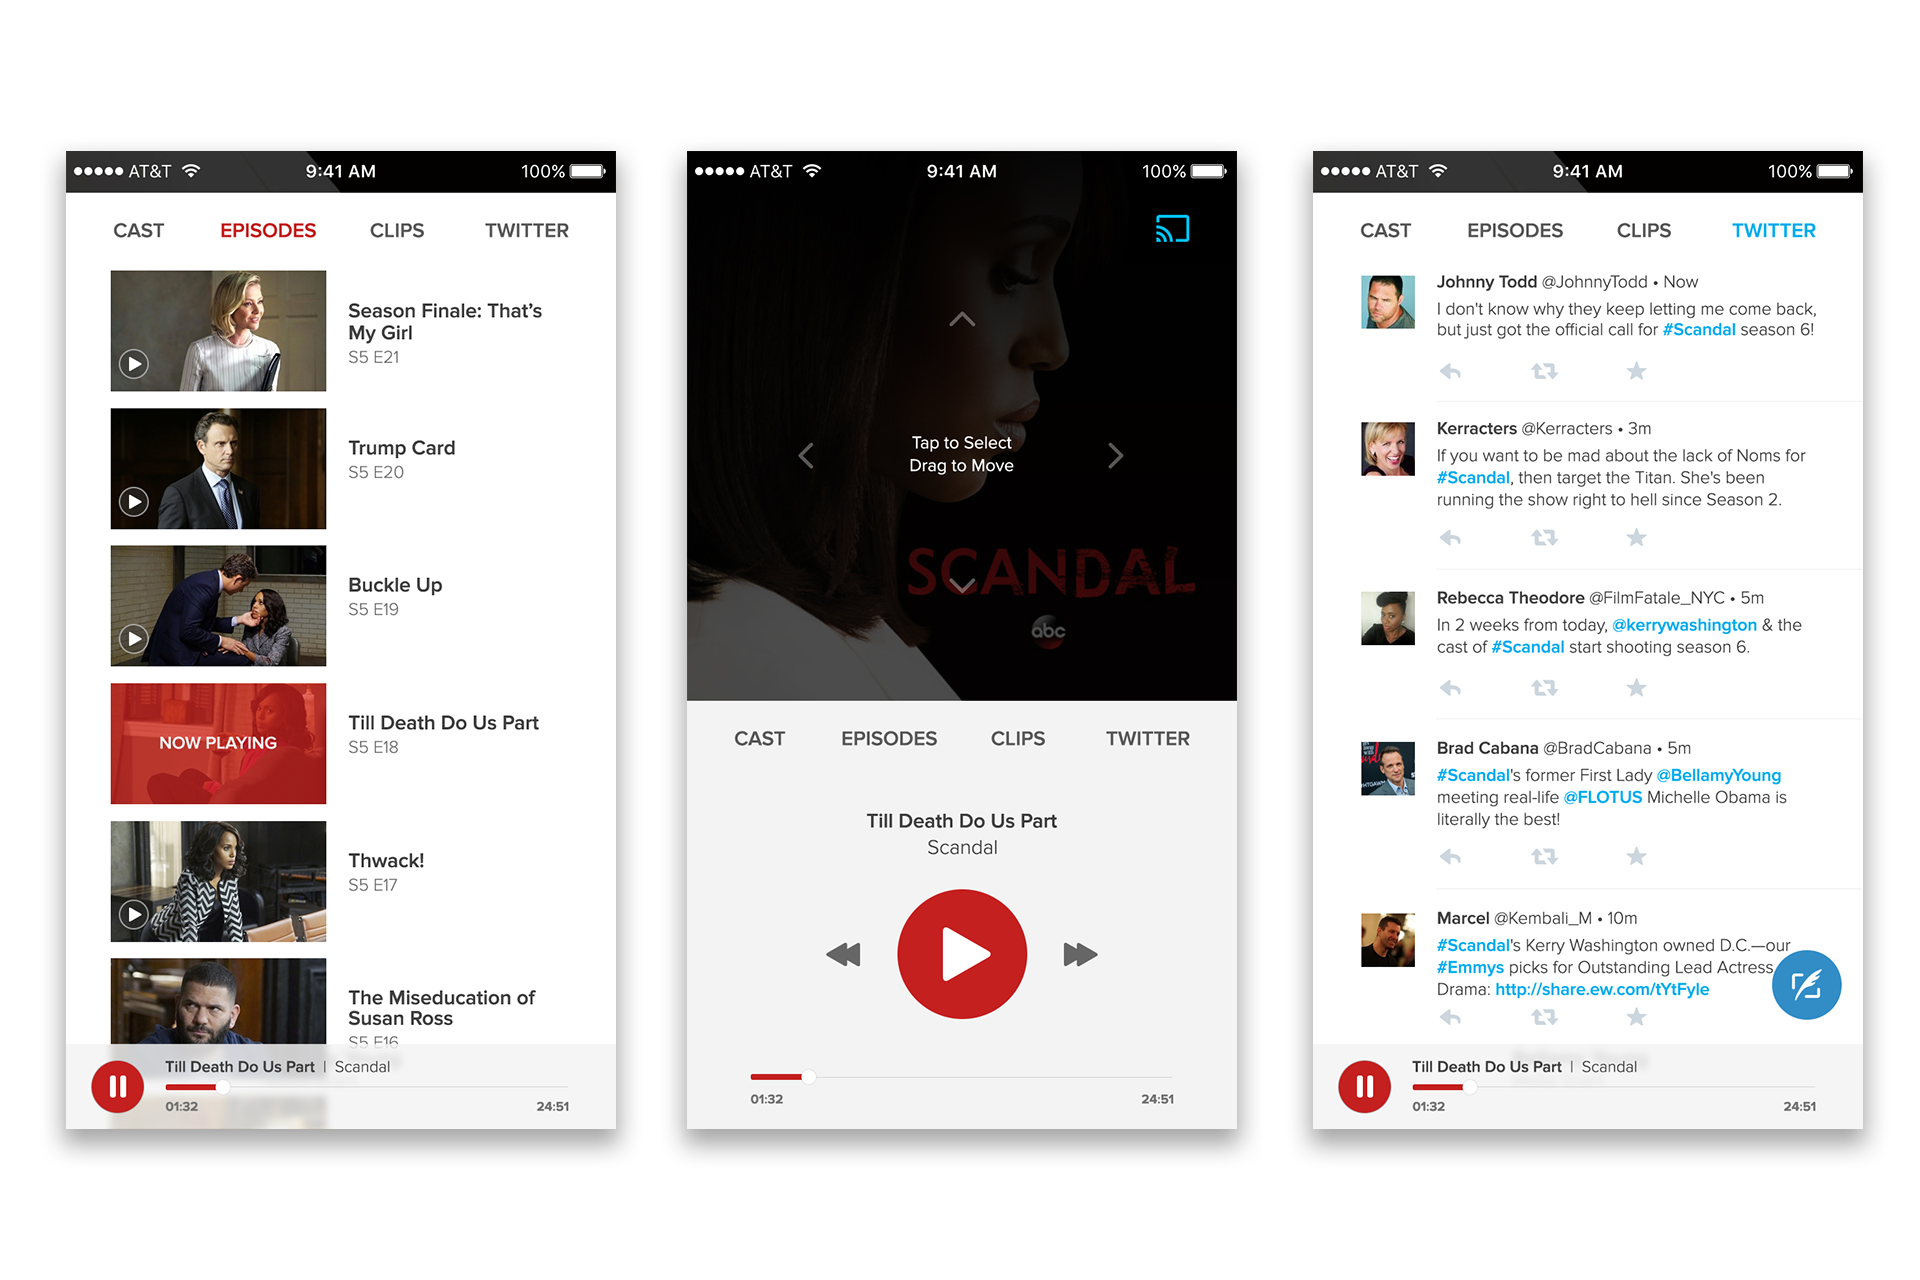 AT&T 9:41 AM 100%
CAST EPISODES CLIPS TWITTER
Season Finale: That's
My Girl
S5 E21
Trump Card
S5 E20
Buckle Up
S5 E19
NOW PLAYING
Till Death Do Us Part
S5 E18
Thwack!
S5 E17
The Miseducation of
Susan Ross
S5 E16
Till Death Do Us Part | Scandal
01:32 24:51
AT&T 9:41 AM 100%
Tap to Select
Drag to Move
SCANDAL
abc
CAST EPISODES CLIPS TWITTER
Till Death Do Us Part
Scandal
01:32 24:51
AT&T 9:41 AM 100%
CAST EPISODES CLIPS TWITTER
Johnny Todd @JohnnyTodd • Now
I don't know why they keep letting me come back,
but just got the official call for #Scandal season 6!
Kerracters @Kerracters • 3m
If you want to be mad about the lack of Noms for
#Scandal, then target the Titan. She's been
running the show right to hell since Season 2.
Rebecca Theodore @FilmFatale_NYC • 5m
In 2 weeks from today, @kerrywashington & the
cast of #Scandal start shooting season 6.
Brad Cabana @BradCabana • 5m
#Scandal's former First Lady @BellamyYoung
meeting real-life @FLOTUS Michelle Obama is
literally the best!
Marcel @Kembali_M • 10m
#Scandal's Kerry Washington owned D.C.—our
#Emmys picks for Outstanding Lead Actress
Drama: http://share.ew.com/tYtFyle
Till Death Do Us Part | Scandal
01:32 24:51